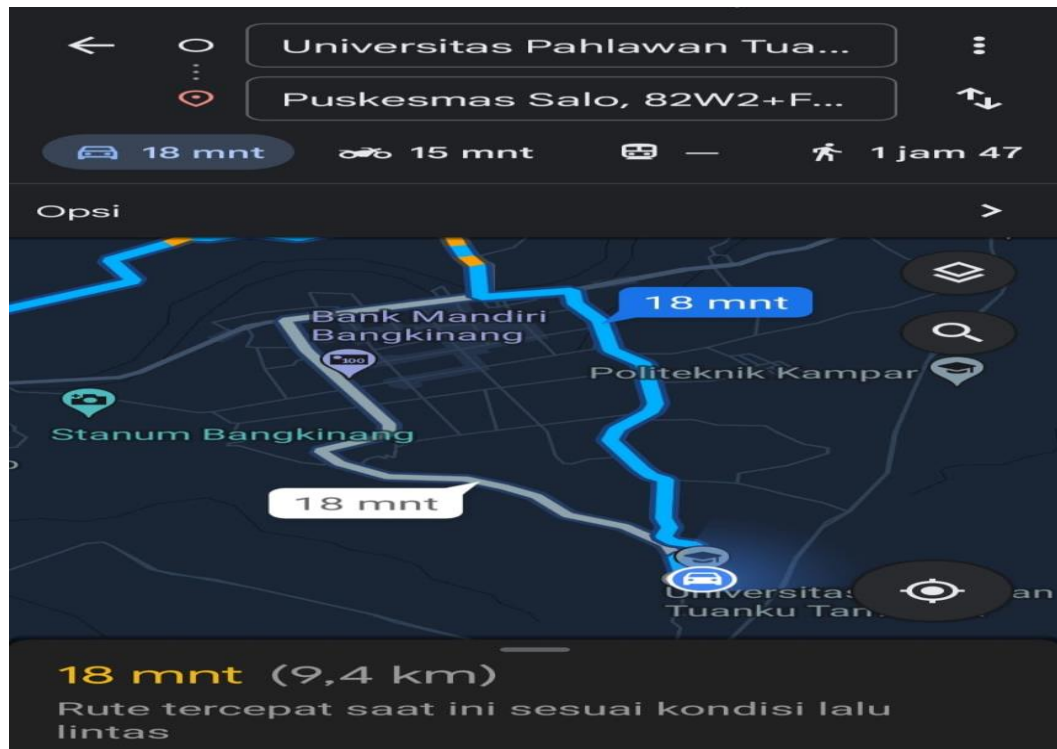 Universitas Pahlawan Tua...
Puskesmas Salo, 82W2+F...
18 mnt
15 mnt
—
1 jam 47
Opsi
18 mnt
Bank Mandiri
Bangkinang
100
Politeknik Kampar
Stanum Bangkinang
18 mnt
Tuanku Tan
18 mnt (9,4 km)
Rute tercepat saat ini sesuai kondisi lalu
lintas